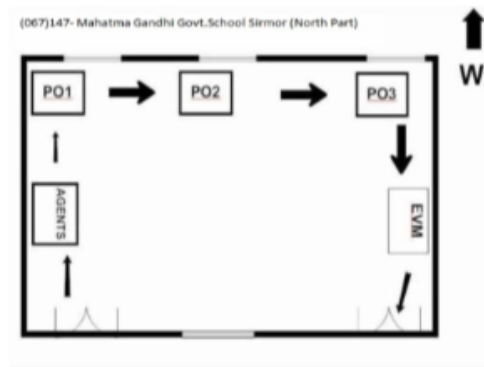 (067)147- Mahatma Gandhi Govt.School Sirmor (North Part)
W
PO1
PO2
PO3
AGENTS
EVM